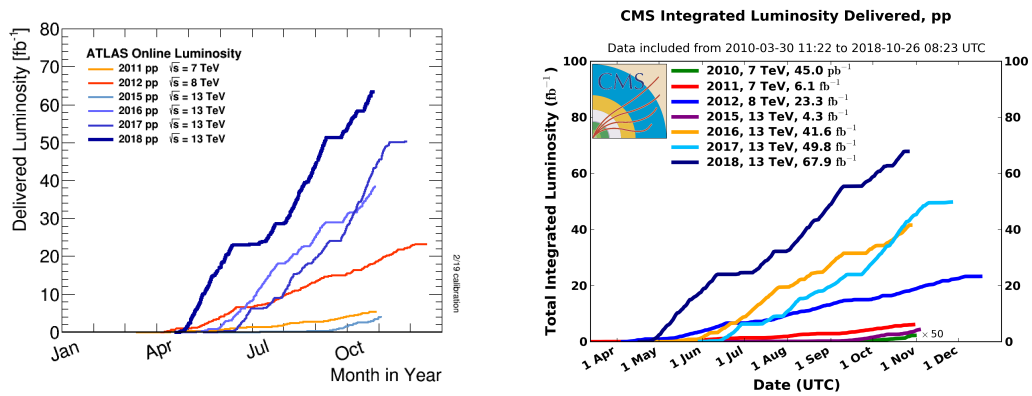 80
70
60
50
40
30
20
10
0
Delivered Luminosity [fb⁻¹]
ATLAS Online Luminosity
2011 pp √s = 7 TeV
2012 pp √s = 8 TeV
2015 pp √s = 13 TeV
2016 pp √s = 13 TeV
2017 pp √s = 13 TeV
2018 pp √s = 13 TeV
2/19 calibration
Jan Apr Jul Oct
Month in Year
CMS Integrated Luminosity Delivered, pp
Data included from 2010-03-30 11:22 to 2018-10-26 08:23 UTC
100
80
60
40
20
0
Total Integrated Luminosity (fb⁻¹)
CMS
2010, 7 TeV, 45.0 pb⁻¹
2011, 7 TeV, 6.1 fb⁻¹
2012, 8 TeV, 23.3 fb⁻¹
2015, 13 TeV, 4.3 fb⁻¹
2016, 13 TeV, 41.6 fb⁻¹
2017, 13 TeV, 49.8 fb⁻¹
2018, 13 TeV, 67.9 fb⁻¹
× 50
100
80
60
40
20
0
1 Apr 1 May 1 Jun 1 Jul 1 Aug 1 Sep 1 Oct 1 Nov 1 Dec
Date (UTC)